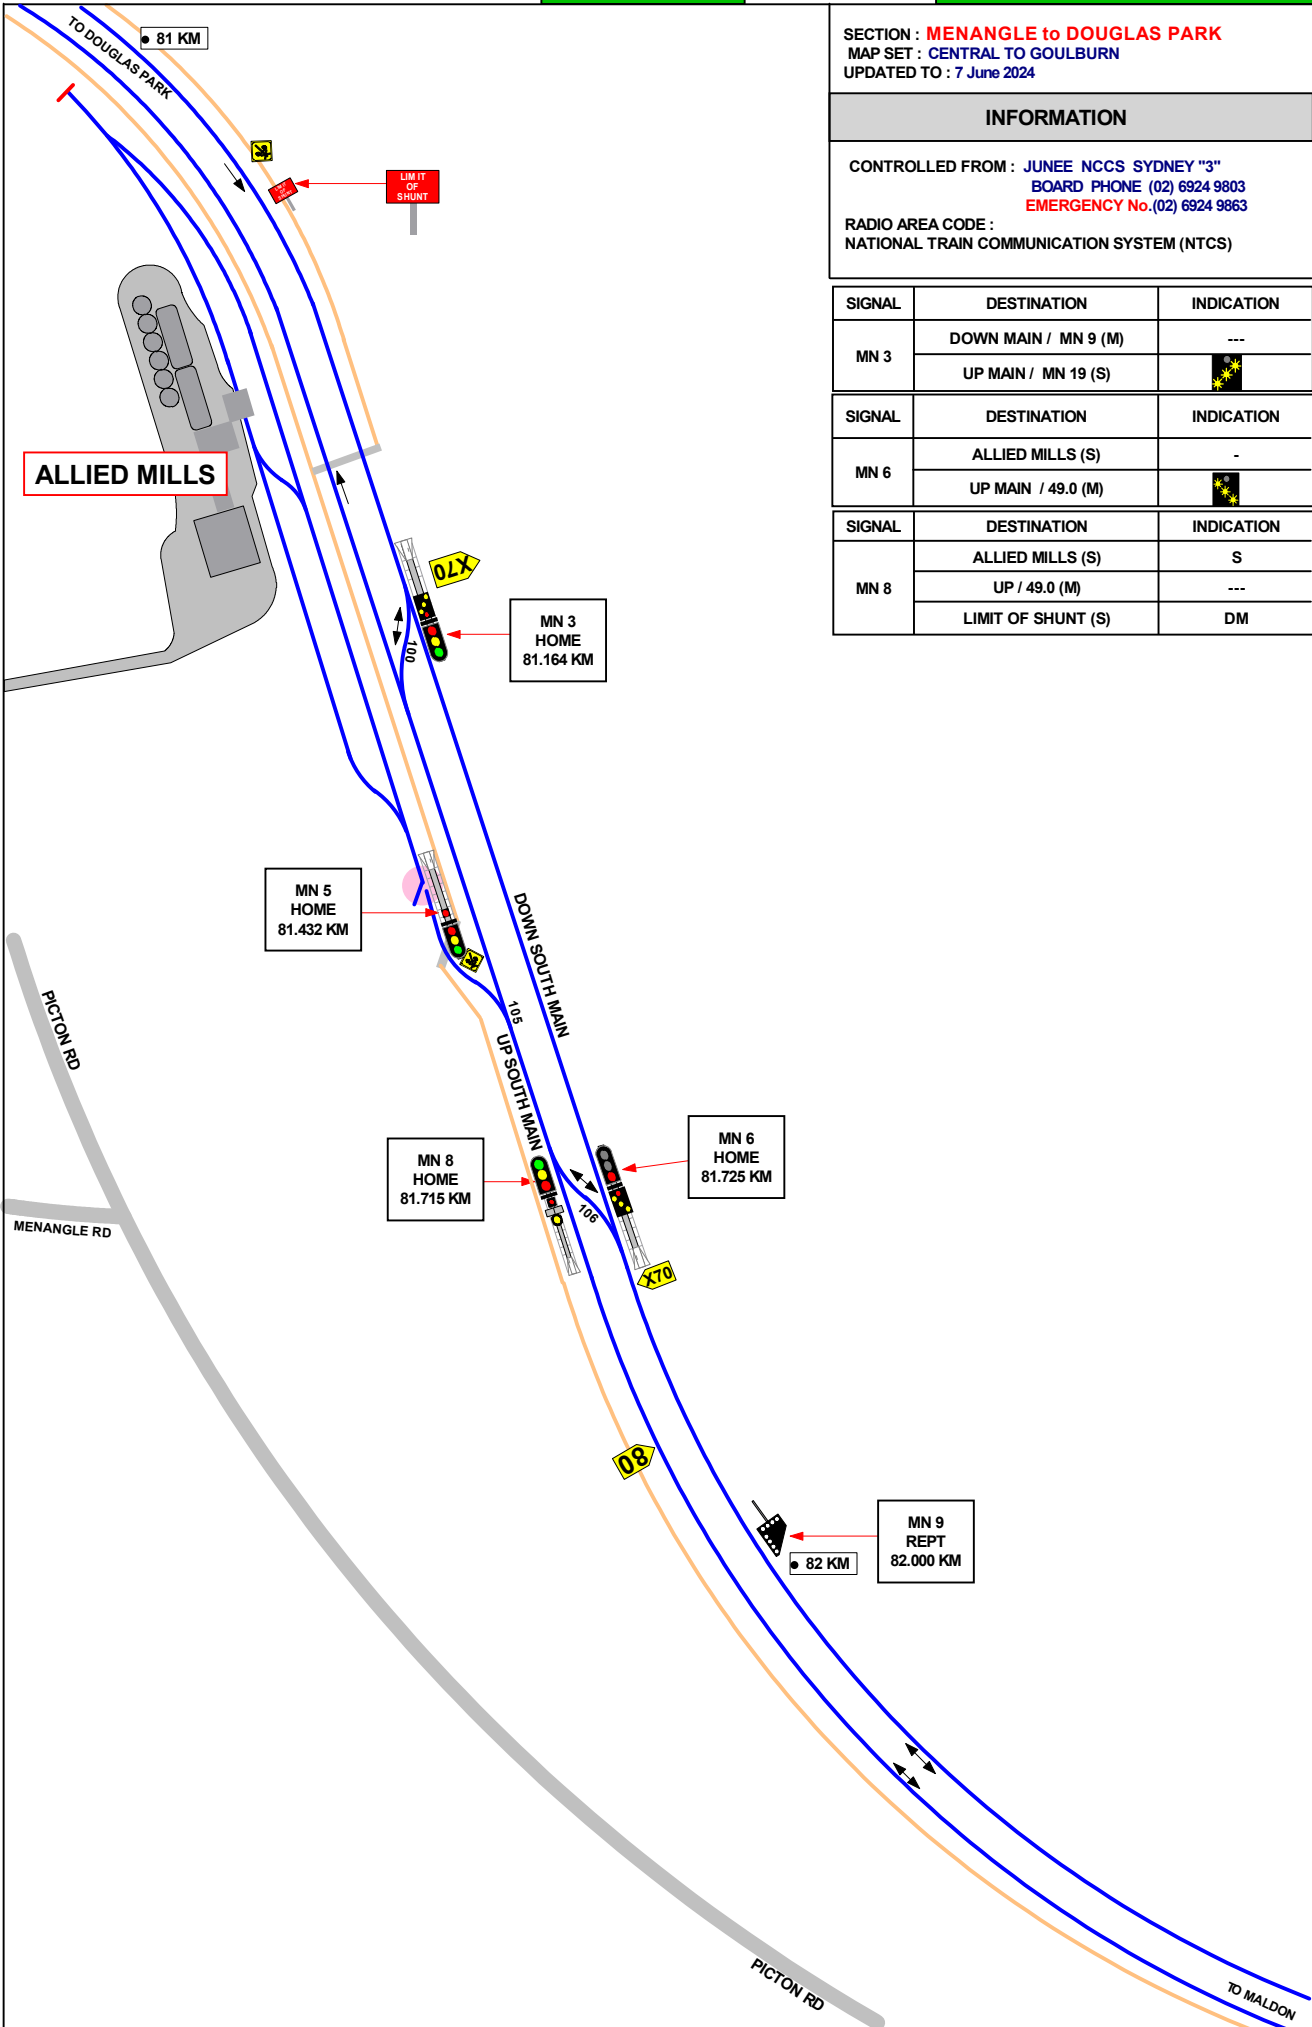 SECTION : MENANGLE to DOUGLAS PARK
MAP SET : CENTRAL TO GOULBURN
UPDATED TO : 7 June 2024
INFORMATION
CONTROLLED FROM : JUNEE NCCS SYDNEY "3"
BOARD PHONE (02) 6924 9803
EMERGENCY No.(02) 6924 9863
RADIO AREA CODE :
NATIONAL TRAIN COMMUNICATION SYSTEM (NTCS)
SIGNAL DESTINATION INDICATION
MN 3 DOWN MAIN / MN 9 (M) ---
UP MAIN / MN 19 (S)
SIGNAL DESTINATION INDICATION
MN 6 ALLIED MILLS (S) -
UP MAIN / 49.0 (M)
SIGNAL DESTINATION INDICATION
MN 8 ALLIED MILLS (S) S
UP / 49.0 (M) ---
LIMIT OF SHUNT (S) DM
TO DOUGLAS PARK
81 KM
LIM IT
OF
SHUNT
LIM IT
OF
SHUNT
ALLIED MILLS
X70
MN 3
HOME
81.164 KM
100
MN 5
HOME
81.432 KM
DOWN SOUTH MAIN
105
UP SOUTH MAIN
PICTON RD
MENANGLE RD
MN 8
HOME
81.715 KM
MN 6
HOME
81.725 KM
106
X70
80
MN 9
REPT
82.000 KM
82 KM
PICTON RD
TO MALDON